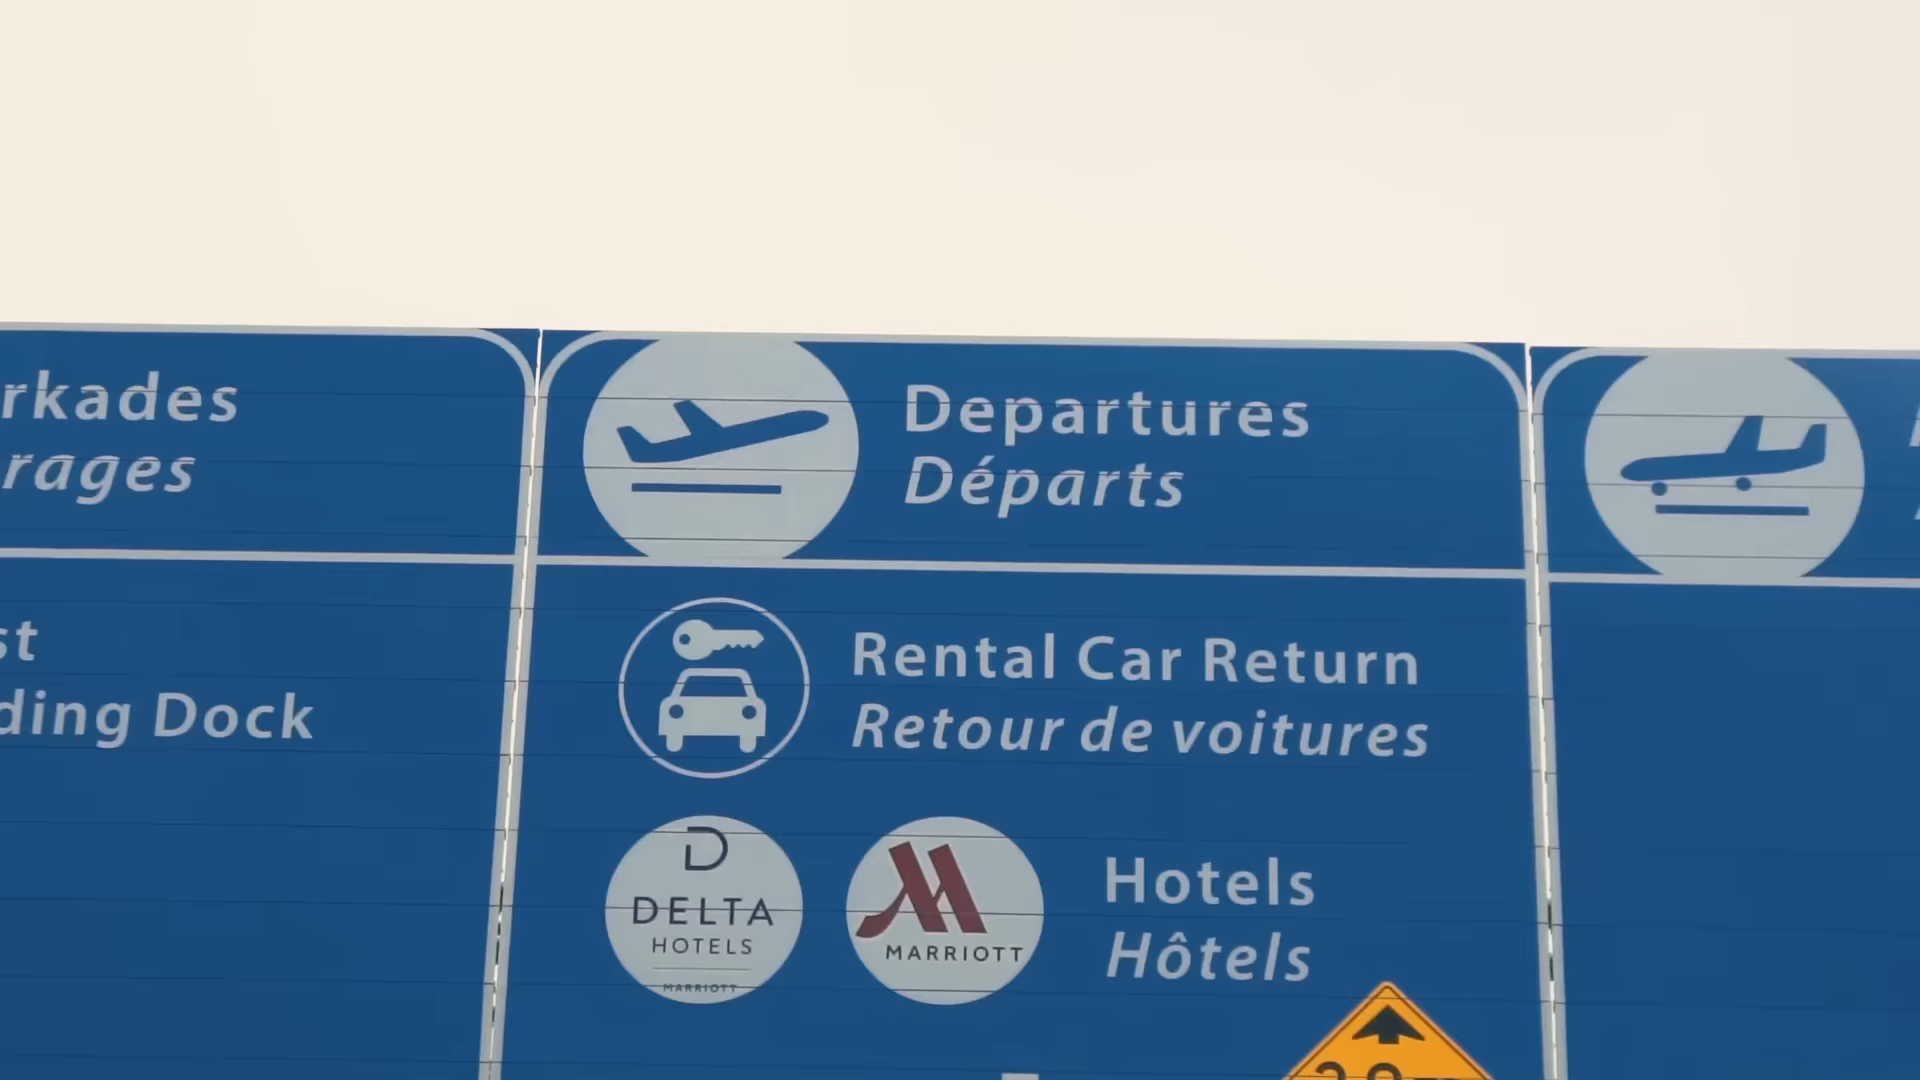 rkades
rages
st
ding Dock
Departures
Départs
Rental Car Return
Retour de voitures
D
DELTA
HOTELS
MARRIOTT
MARRIOTT
Hotels
Hôtels